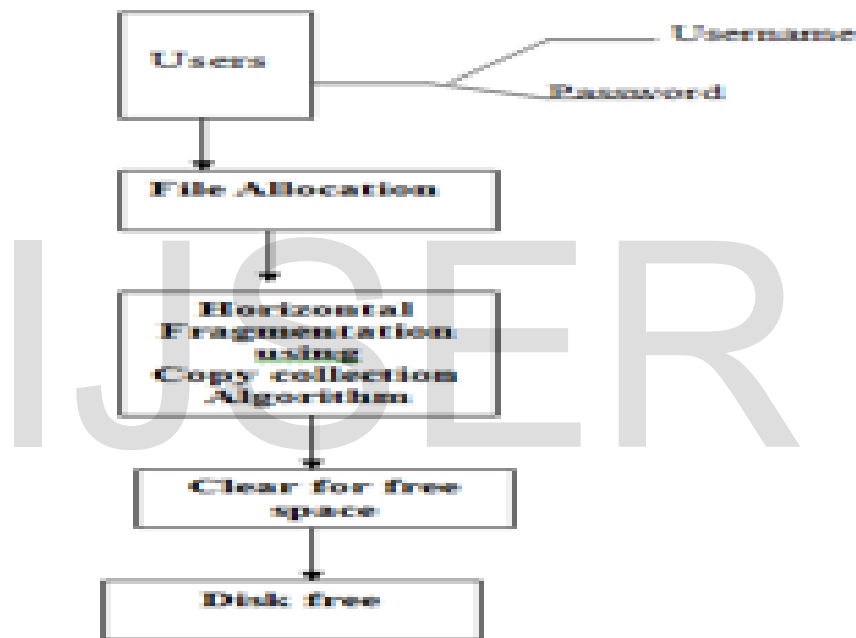 Users
Username
Password
File Allocation
Horizontal
Fragmentation
using
Copy collection
Algorithm
Clear for free
space
Disk free
IJSER